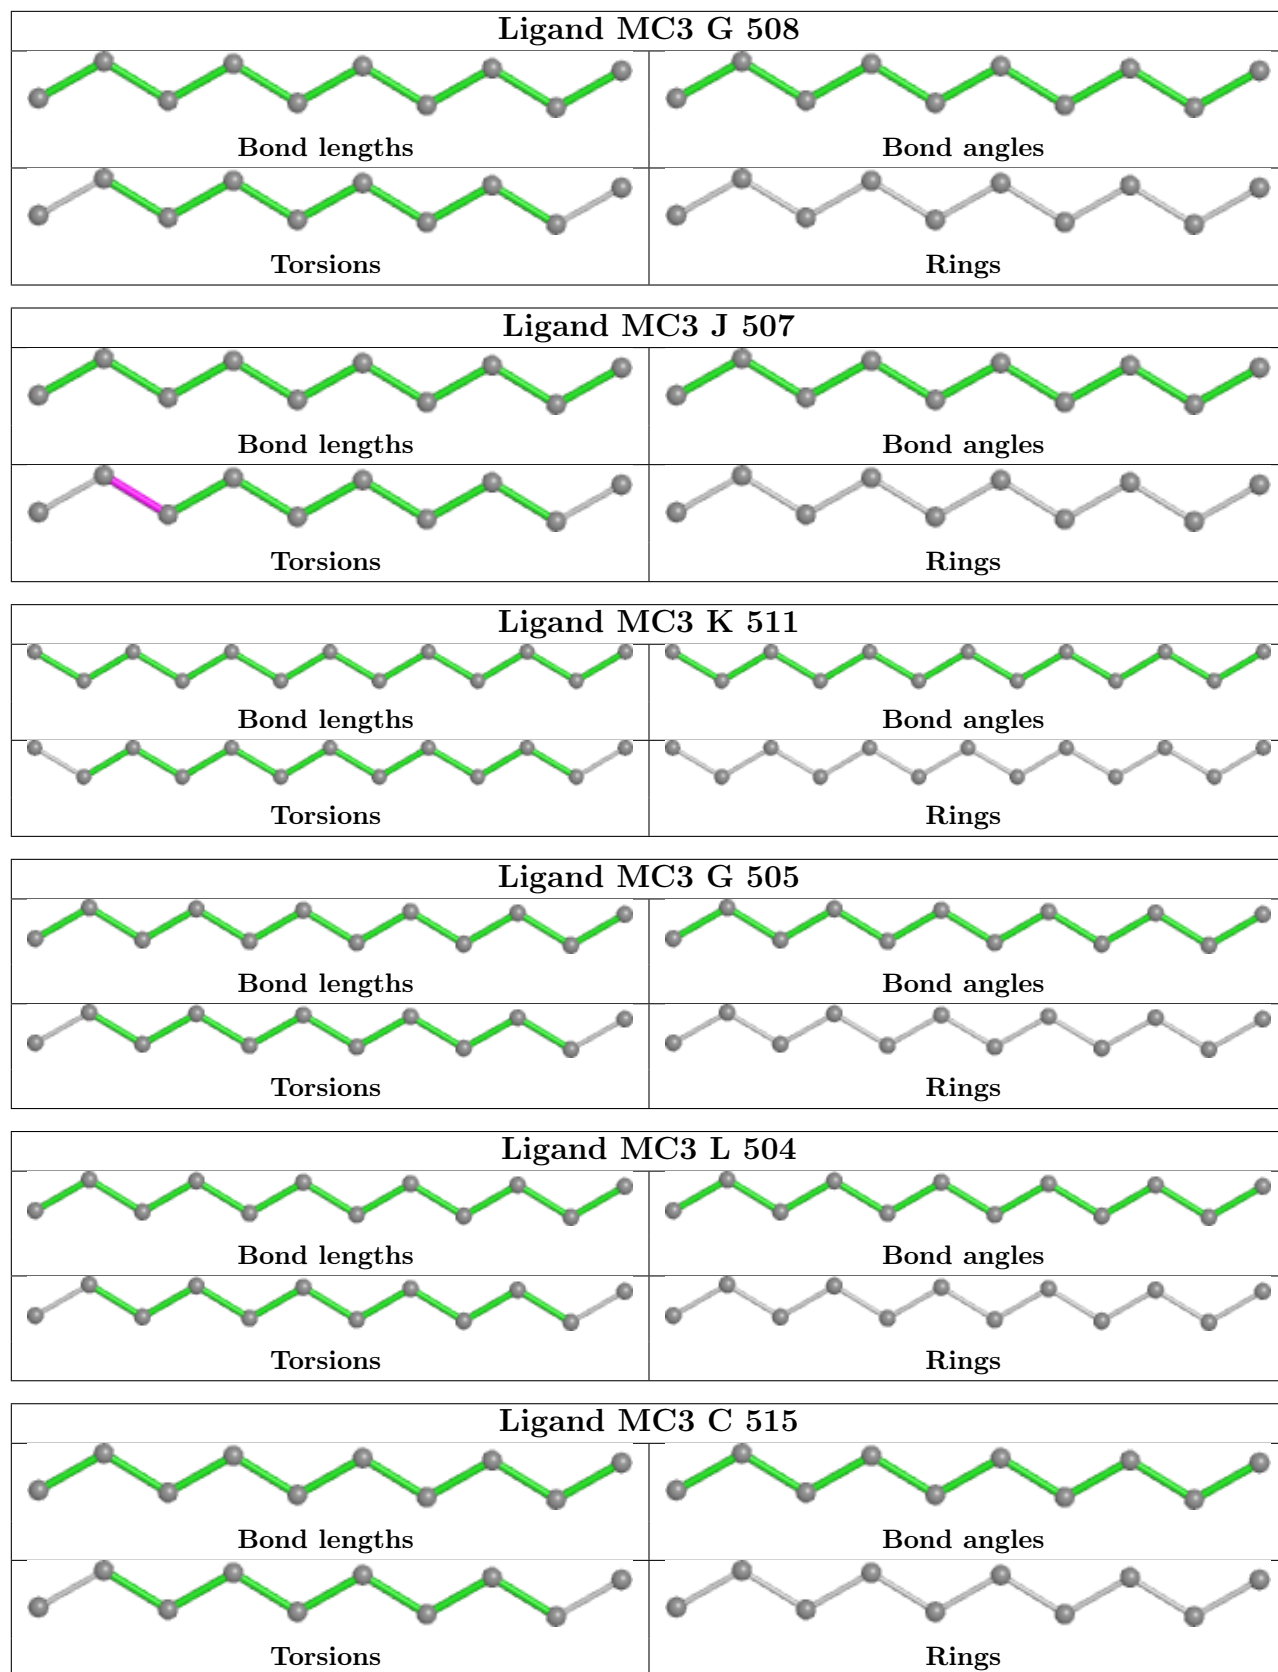 Ligand MC3 G 508
Bond lengths
Bond angles
Torsions
Rings
Ligand MC3 J 507
Bond lengths
Bond angles
Torsions
Rings
Ligand MC3 K 511
Bond lengths
Bond angles
Torsions
Rings
Ligand MC3 G 505
Bond lengths
Bond angles
Torsions
Rings
Ligand MC3 L 504
Bond lengths
Bond angles
Torsions
Rings
Ligand MC3 C 515
Bond lengths
Bond angles
Torsions
Rings